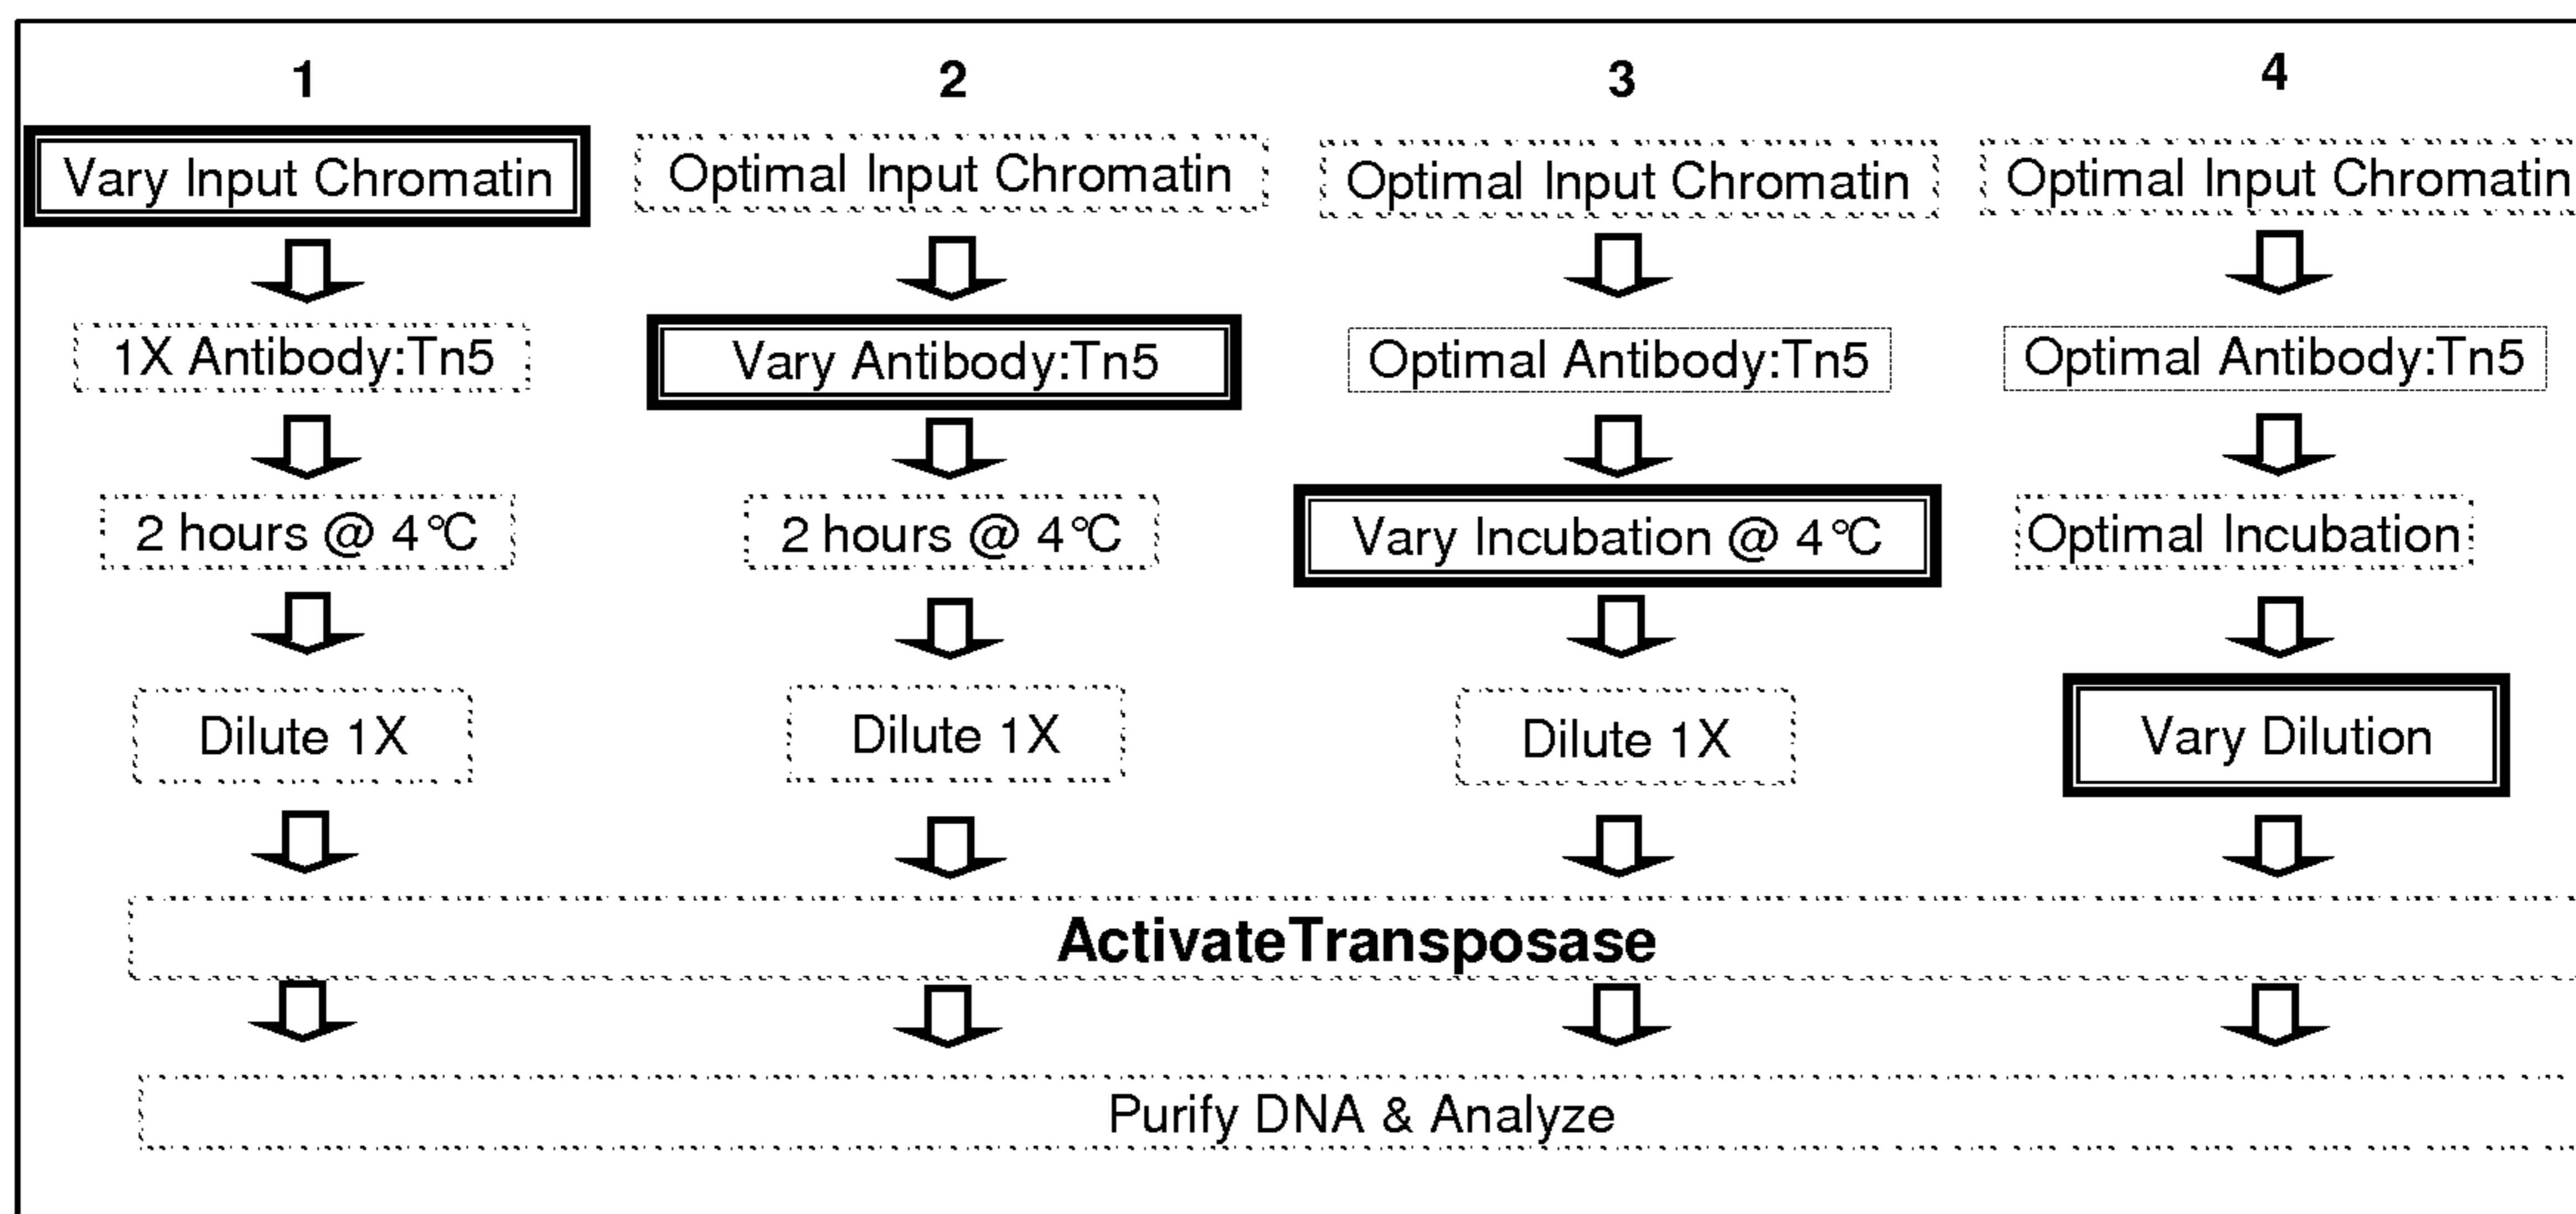 1 2 3 4
Vary Input Chromatin Optimal Input Chromatin Optimal Input Chromatin Optimal Input Chromatin
1X Antibody:Tn5 Vary Antibody:Tn5 Optimal Antibody:Tn5 Optimal Antibody:Tn5
2 hours @ 4°C 2 hours @ 4°C Vary Incubation @ 4°C Optimal Incubation
Dilute 1X Dilute 1X Dilute 1X Vary Dilution
ActivateTransposase
Purify DNA & Analyze